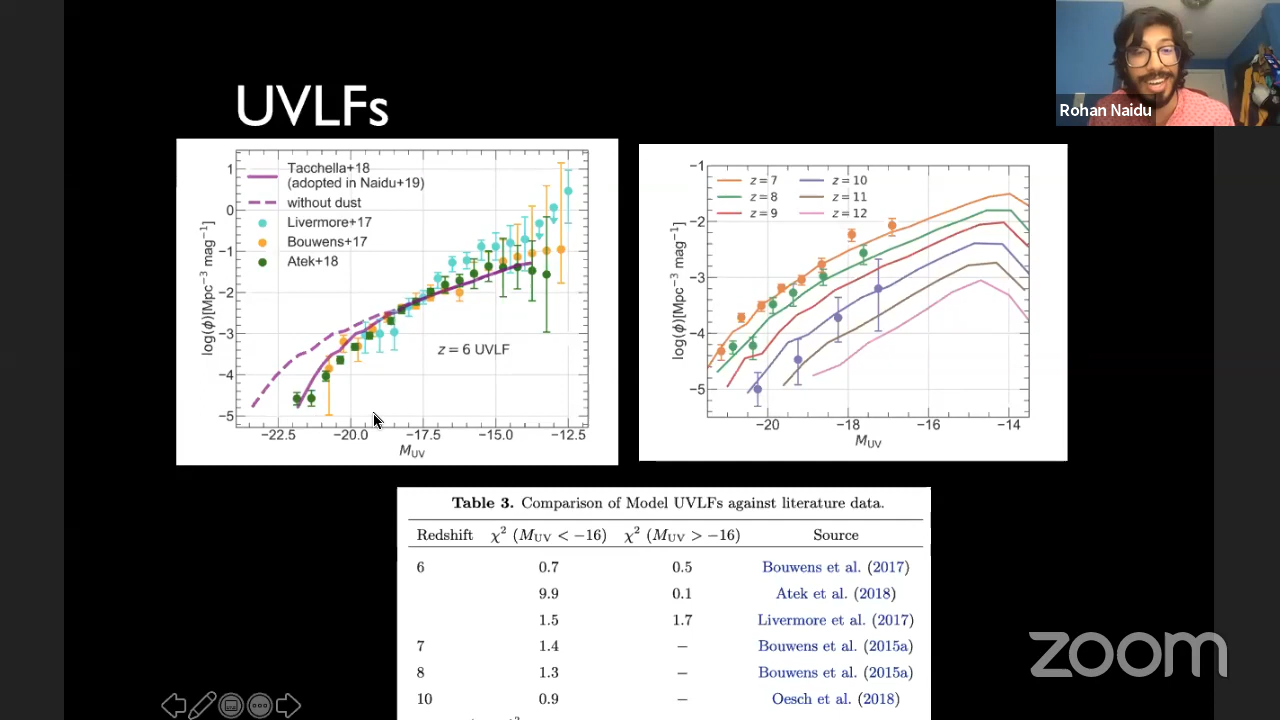 Rohan Naidu
UVLFs
Tacchella+18
(adopted in Naidu+19)
without dust
Livermore+17
Bouwens+17
Atek+18
z = 6 UVLF
log(ϕ)[Mpc⁻³ mag⁻¹]
1
0
−1
−2
−3
−4
−5
−22.5 −20.0 −17.5 −15.0 −12.5
M_UV
z = 7 z = 10
z = 8 z = 11
z = 9 z = 12
log(ϕ)[Mpc⁻³ mag⁻¹]
−1
−2
−3
−4
−5
−20 −18 −16 −14
M_UV
Table 3. Comparison of Model UVLFs against literature data.
Redshift χ² (M_UV < −16) χ² (M_UV > −16) Source
6 0.7 0.5 Bouwens et al. (2017)
9.9 0.1 Atek et al. (2018)
1.5 1.7 Livermore et al. (2017)
7 1.4 – Bouwens et al. (2015a)
8 1.3 – Bouwens et al. (2015a)
10 0.9 – Oesch et al. (2018)
zoom